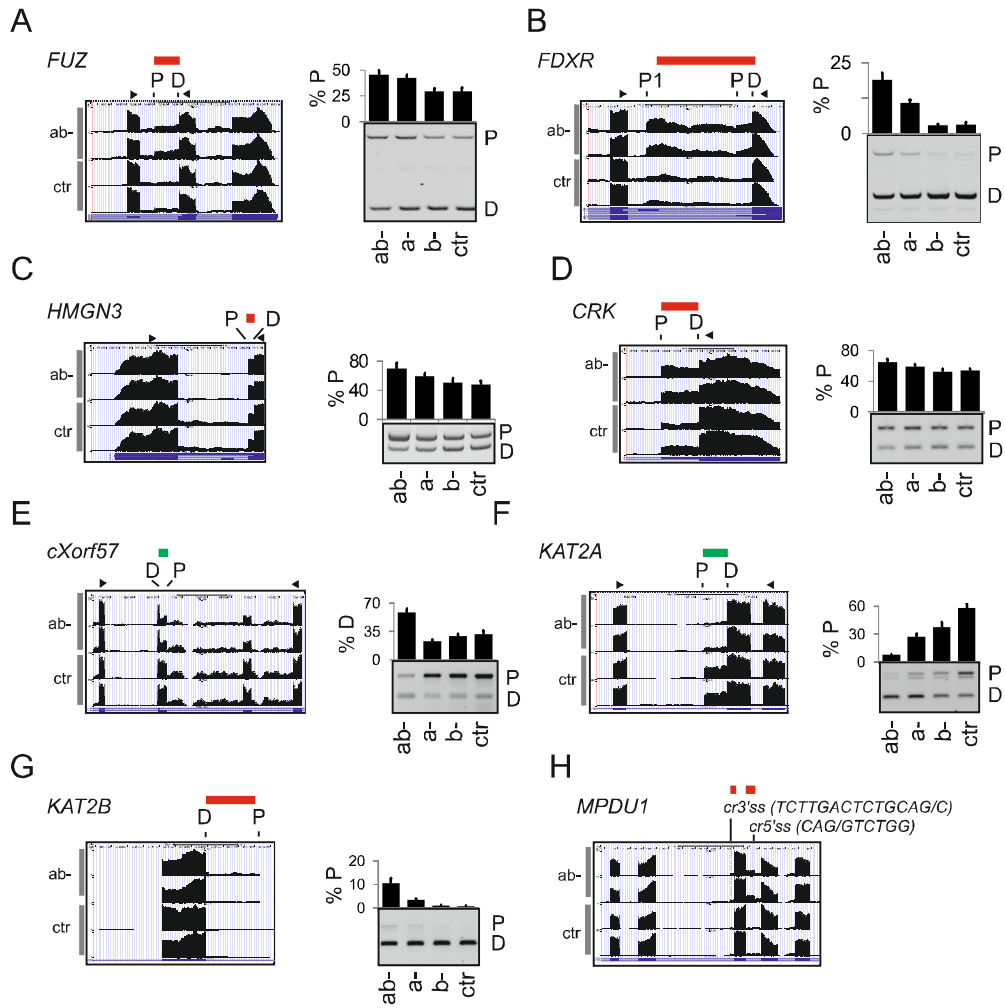 A
FUZ
P D
ab-
ctr
% P
50
25
0
P
D
ab-
a-
b-
ctr
B
FDXR
P1 P D
ab-
ctr
% P
25
0
P
D
ab-
a-
b-
ctr
C
HMGN3
P D
ab-
ctr
% P
80
40
0
P
D
ab-
a-
b-
ctr
D
CRK
P D
ab-
ctr
% P
80
40
0
P
D
ab-
a-
b-
ctr
E
cXorf57
D P
ab-
ctr
% D
70
35
0
P
D
ab-
a-
b-
ctr
F
KAT2A
P D
ab-
ctr
% P
60
30
0
P
D
ab-
a-
b-
ctr
G
KAT2B
D P
ab-
ctr
% P
20
10
0
P
D
ab-
a-
b-
ctr
H
MPDU1
cr3'ss (TCTTGACTCTGCAG/C)
cr5'ss (CAG/GTCTGG)
ab-
ctr